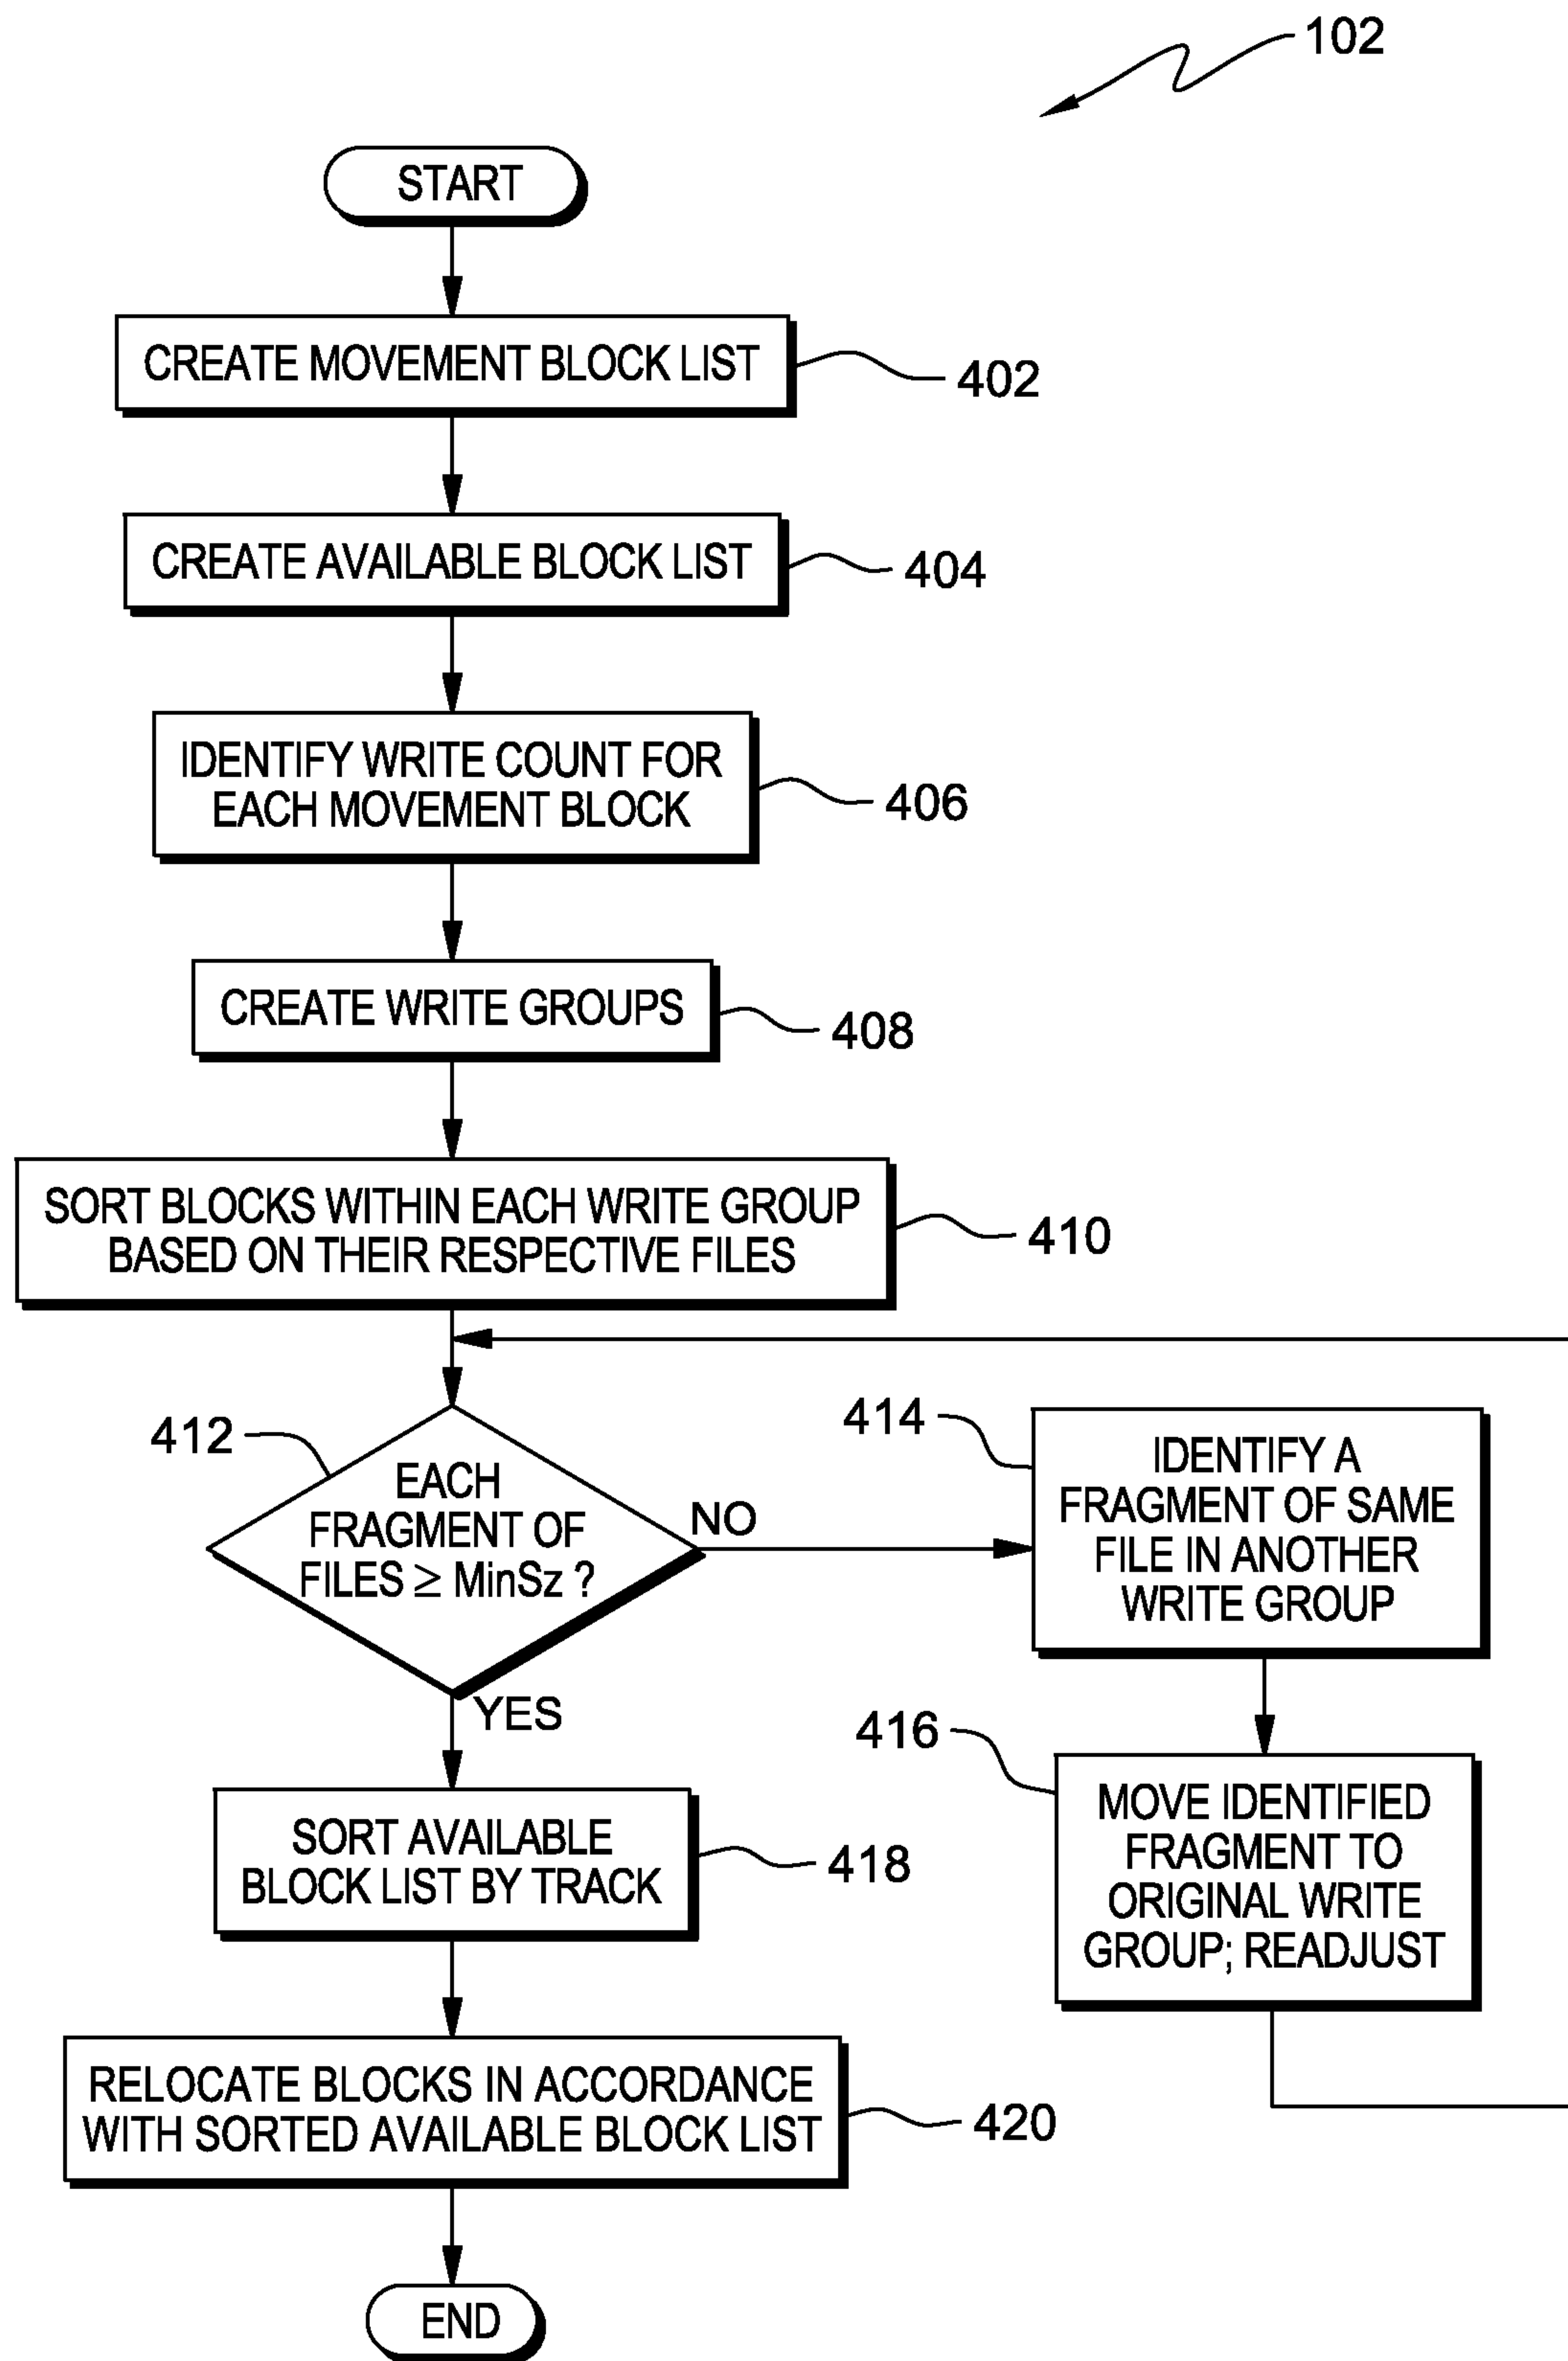 102
START
CREATE MOVEMENT BLOCK LIST
402
CREATE AVAILABLE BLOCK LIST
404
IDENTIFY WRITE COUNT FOR
EACH MOVEMENT BLOCK
406
CREATE WRITE GROUPS
408
SORT BLOCKS WITHIN EACH WRITE GROUP
BASED ON THEIR RESPECTIVE FILES
410
412
EACH
FRAGMENT OF
FILES ≥ MinSz ?
NO
414
IDENTIFY A
FRAGMENT OF SAME
FILE IN ANOTHER
WRITE GROUP
YES
416
MOVE IDENTIFIED
FRAGMENT TO
ORIGINAL WRITE
GROUP; READJUST
SORT AVAILABLE
BLOCK LIST BY TRACK
418
RELOCATE BLOCKS IN ACCORDANCE
WITH SORTED AVAILABLE BLOCK LIST
420
END